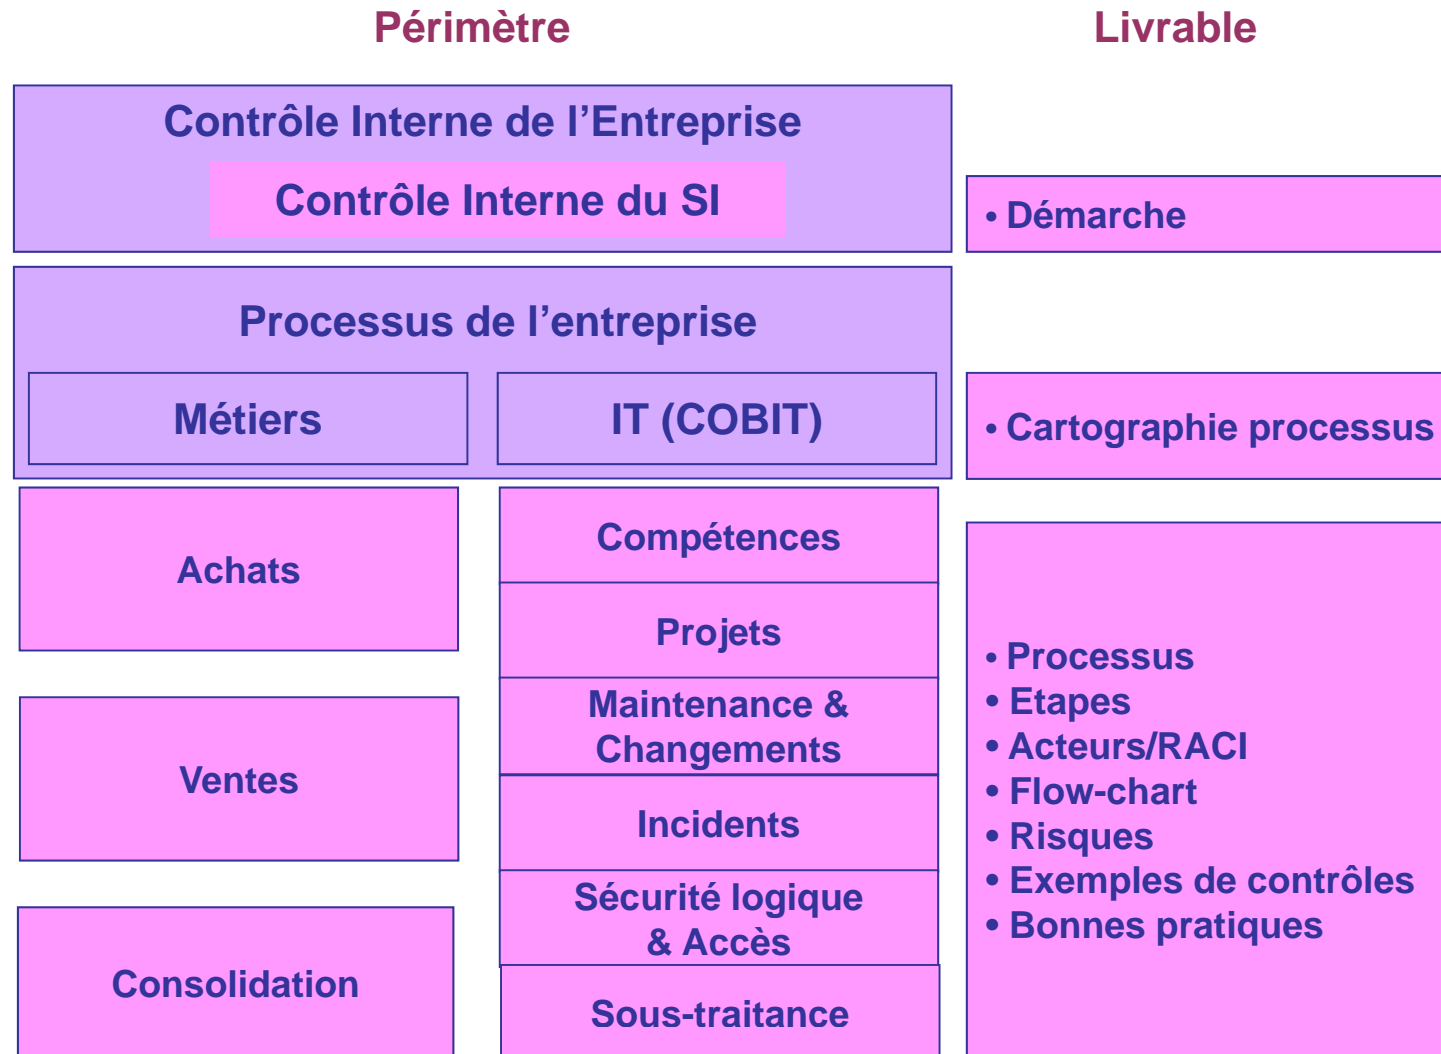 Périmètre
Livrable
Contrôle Interne de l’Entreprise
Contrôle Interne du SI
• Démarche
Processus de l’entreprise
Métiers
IT (COBIT)
• Cartographie processus
Achats
Ventes
Consolidation
Compétences
Projets
Maintenance &
Changements
Incidents
Sécurité logique
& Accès
Sous-traitance
• Processus
• Etapes
• Acteurs/RACI
• Flow-chart
• Risques
• Exemples de contrôles
• Bonnes pratiques